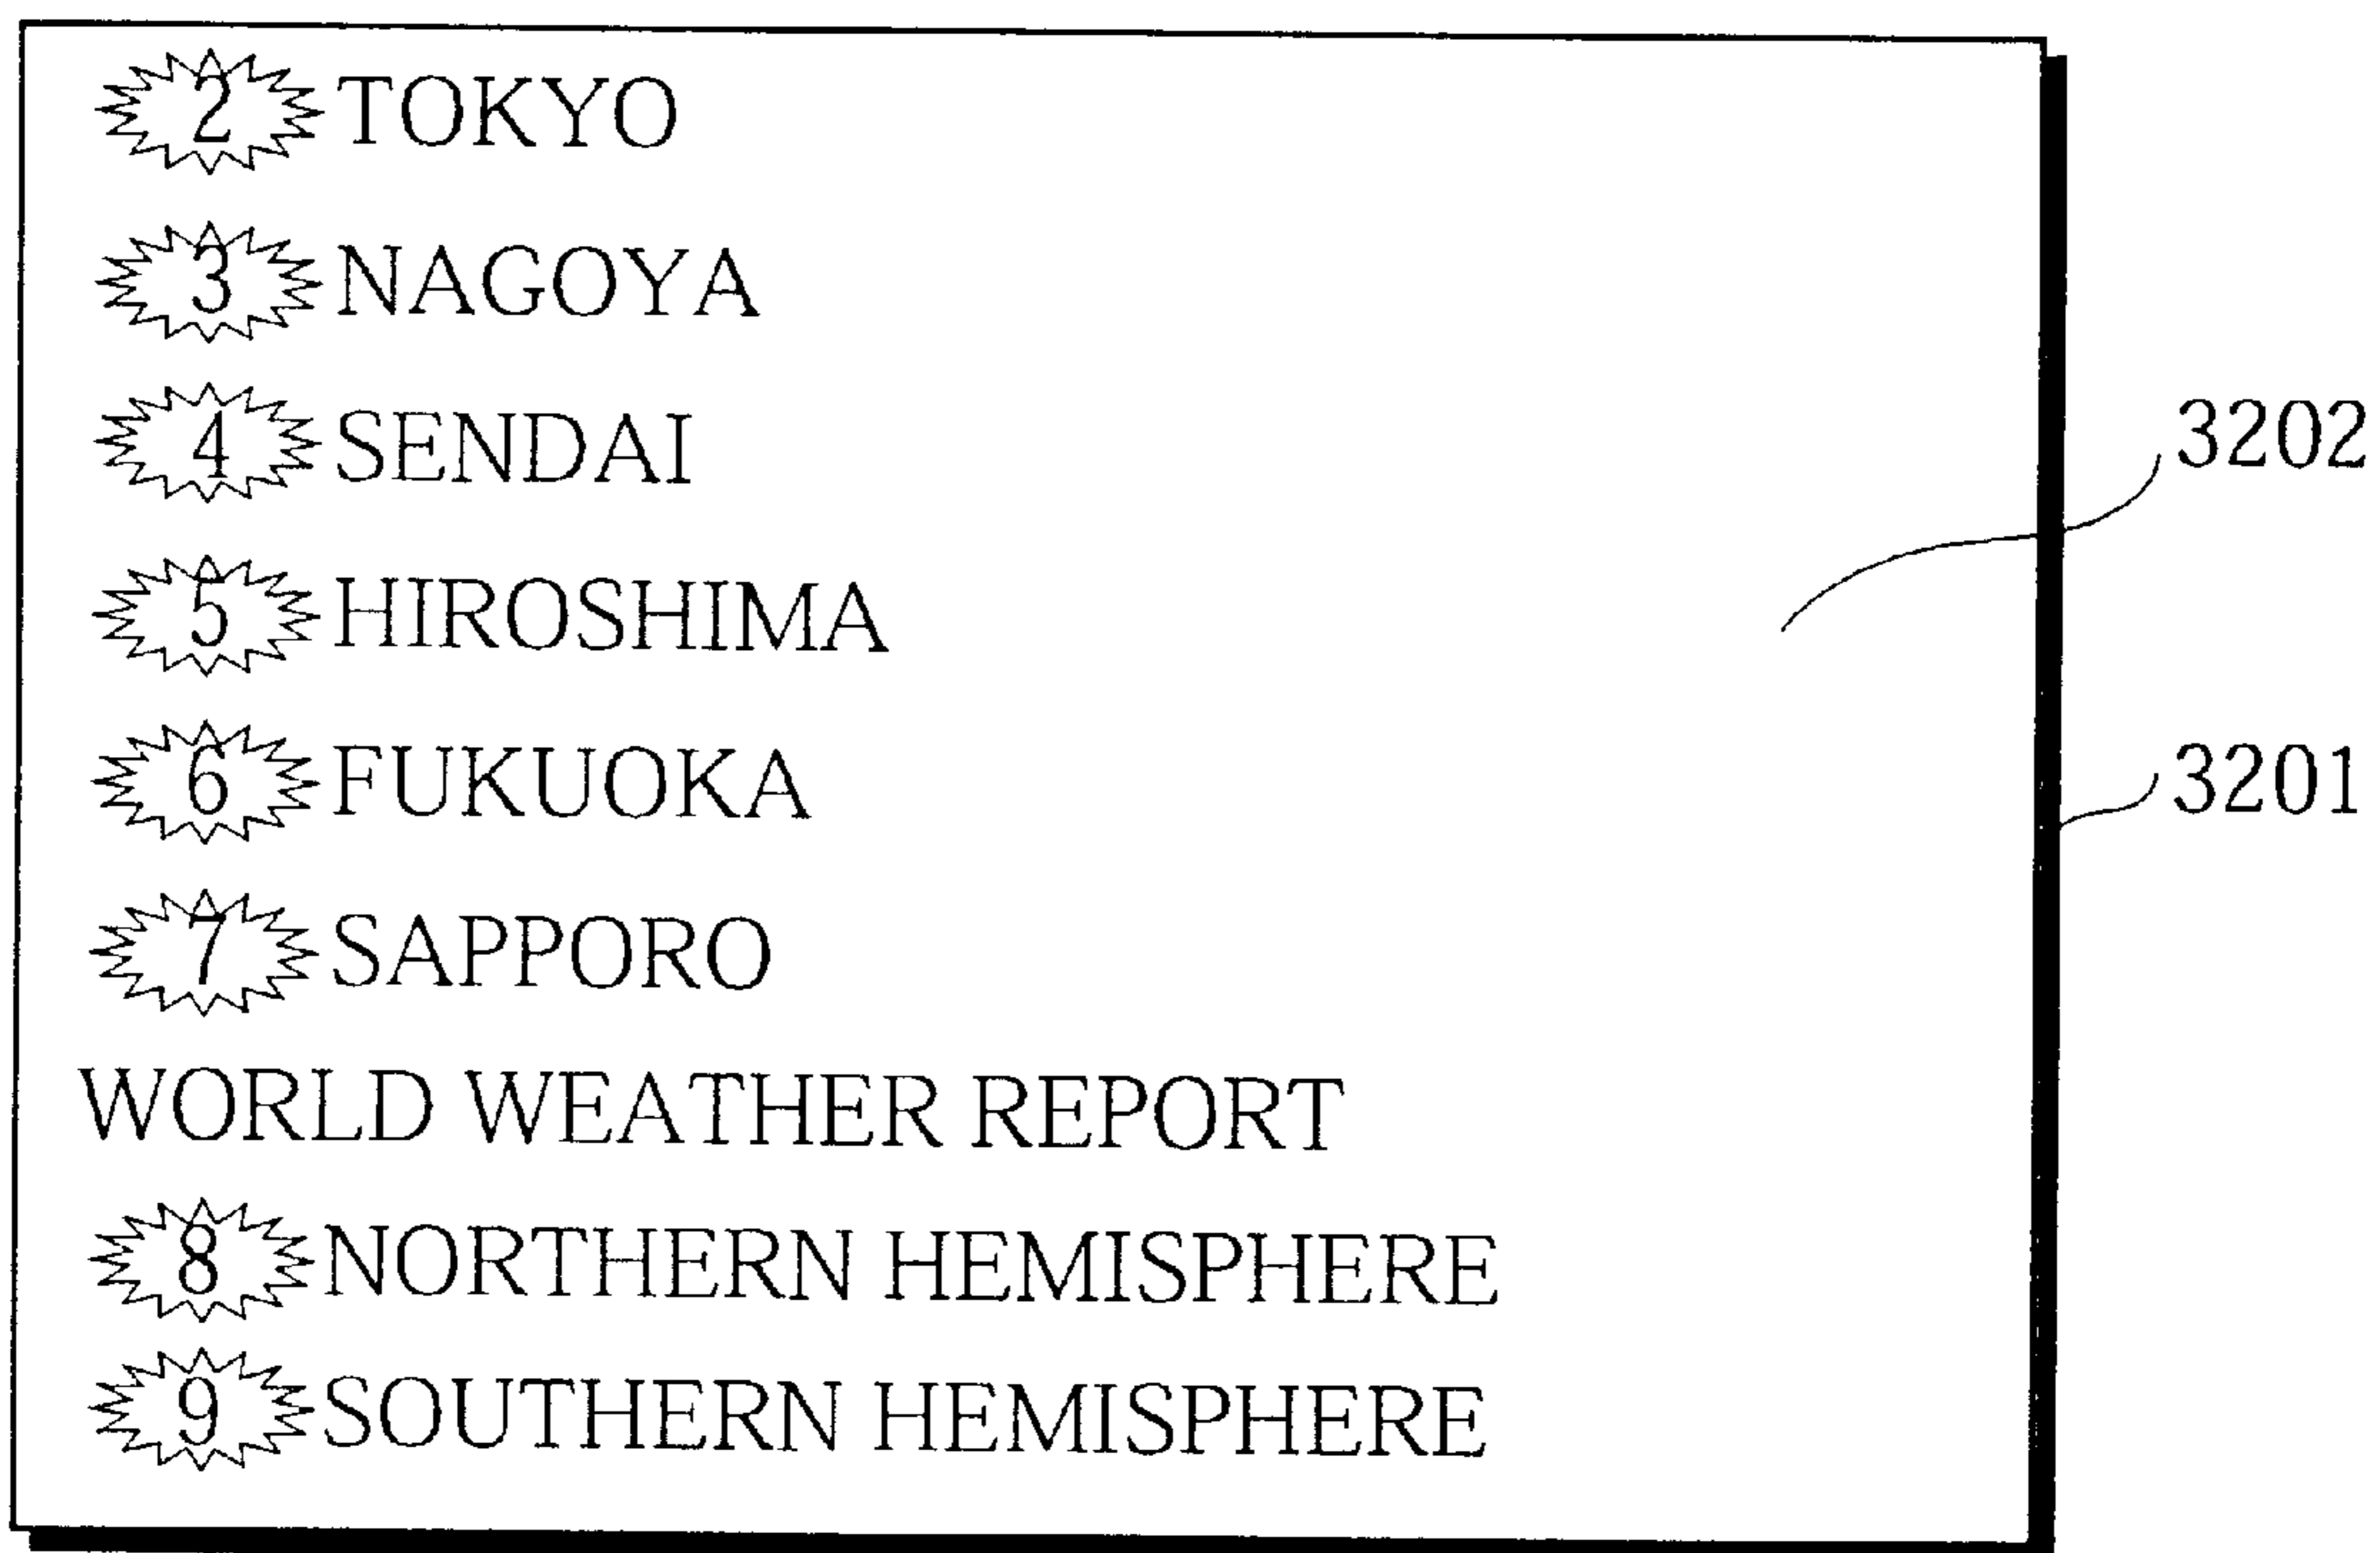 2 TOKYO
3 NAGOYA
4 SENDAI
3202
5 HIROSHIMA
6 FUKUOKA
3201
7 SAPPORO
WORLD WEATHER REPORT
8 NORTHERN HEMISPHERE
9 SOUTHERN HEMISPHERE